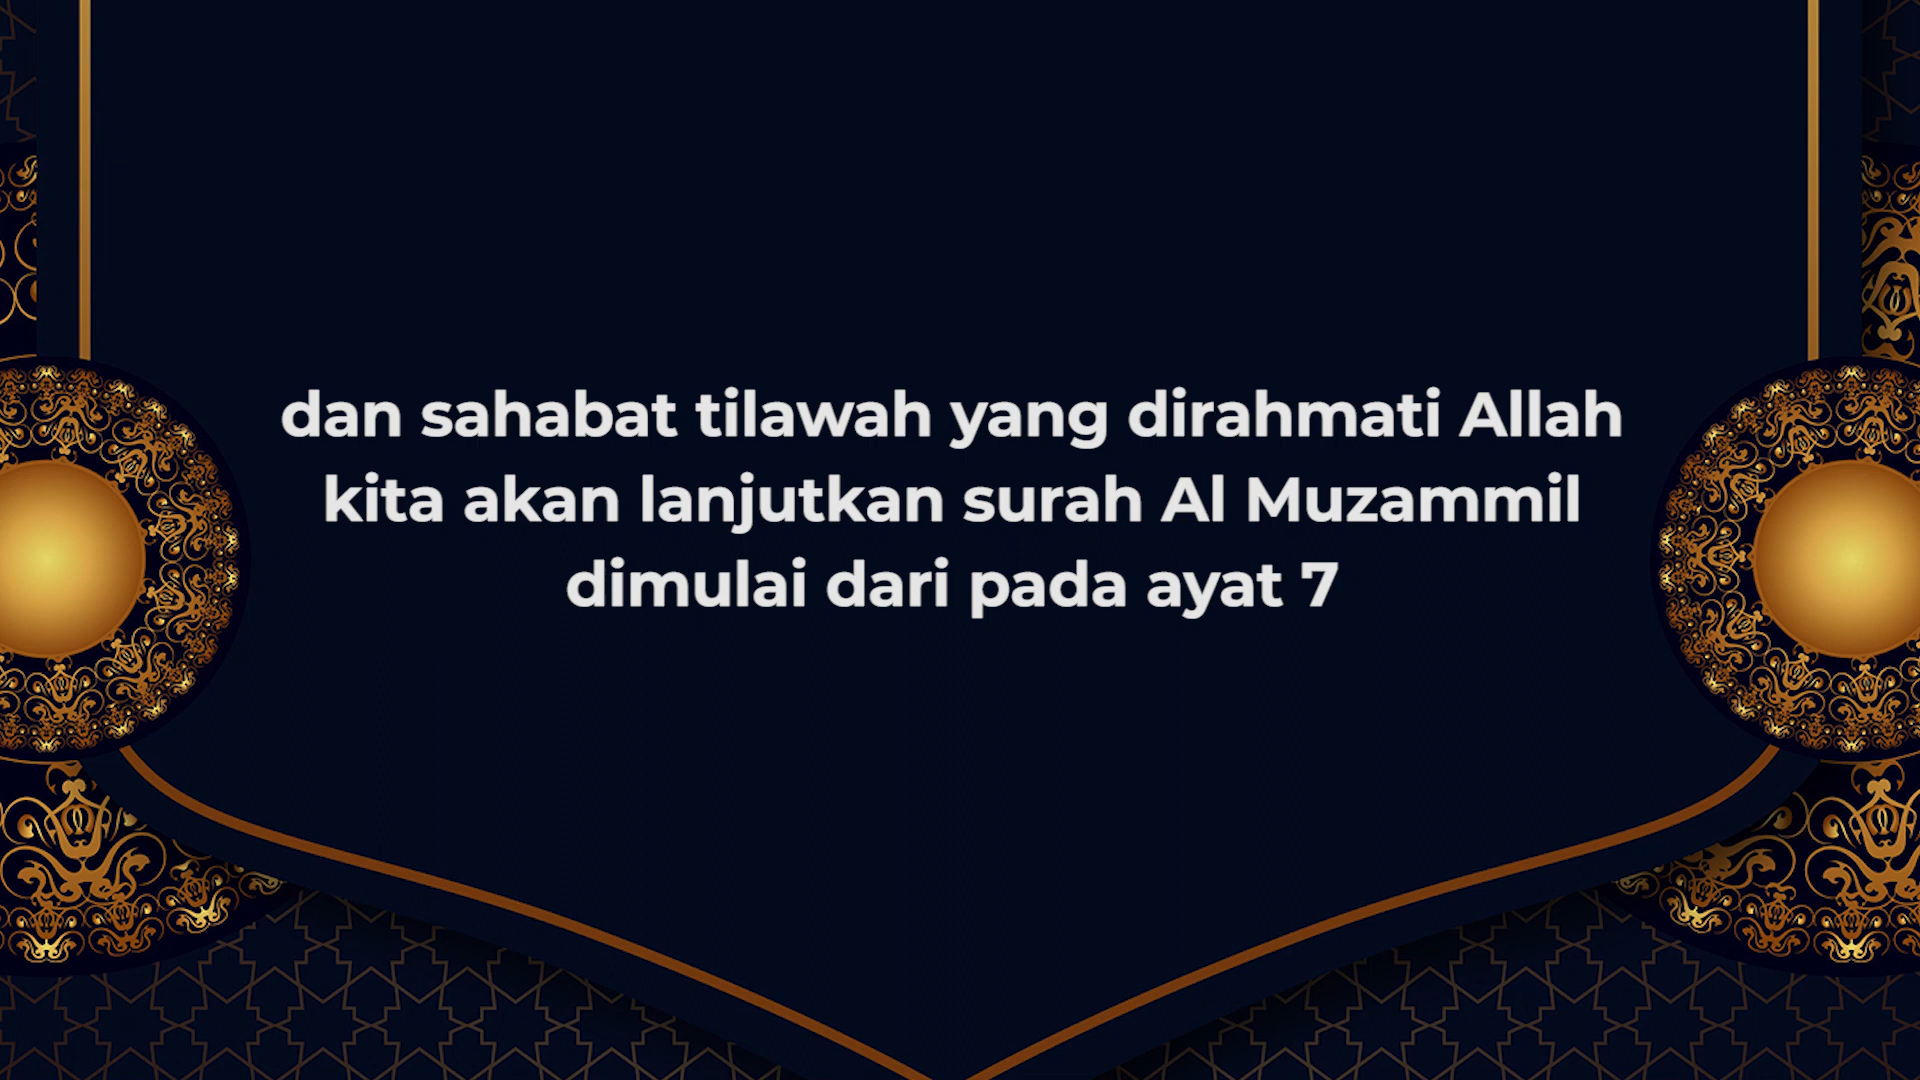 dan sahabat tilawah yang dirahmati Allah
kita akan lanjutkan surah Al Muzammil
dimulai dari pada ayat 7